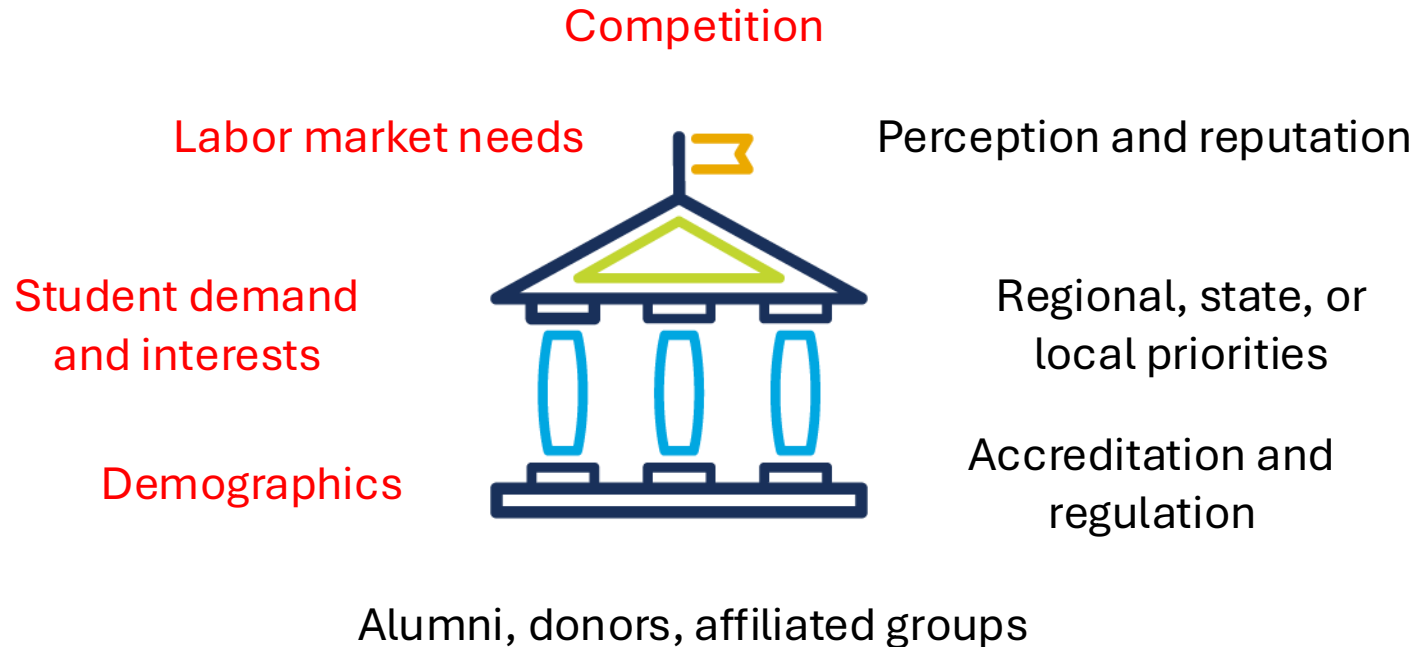 Competition
Labor market needs
Perception and reputation
Student demand
and interests
Regional, state, or
local priorities
Demographics
Accreditation and
regulation
Alumni, donors, affiliated groups